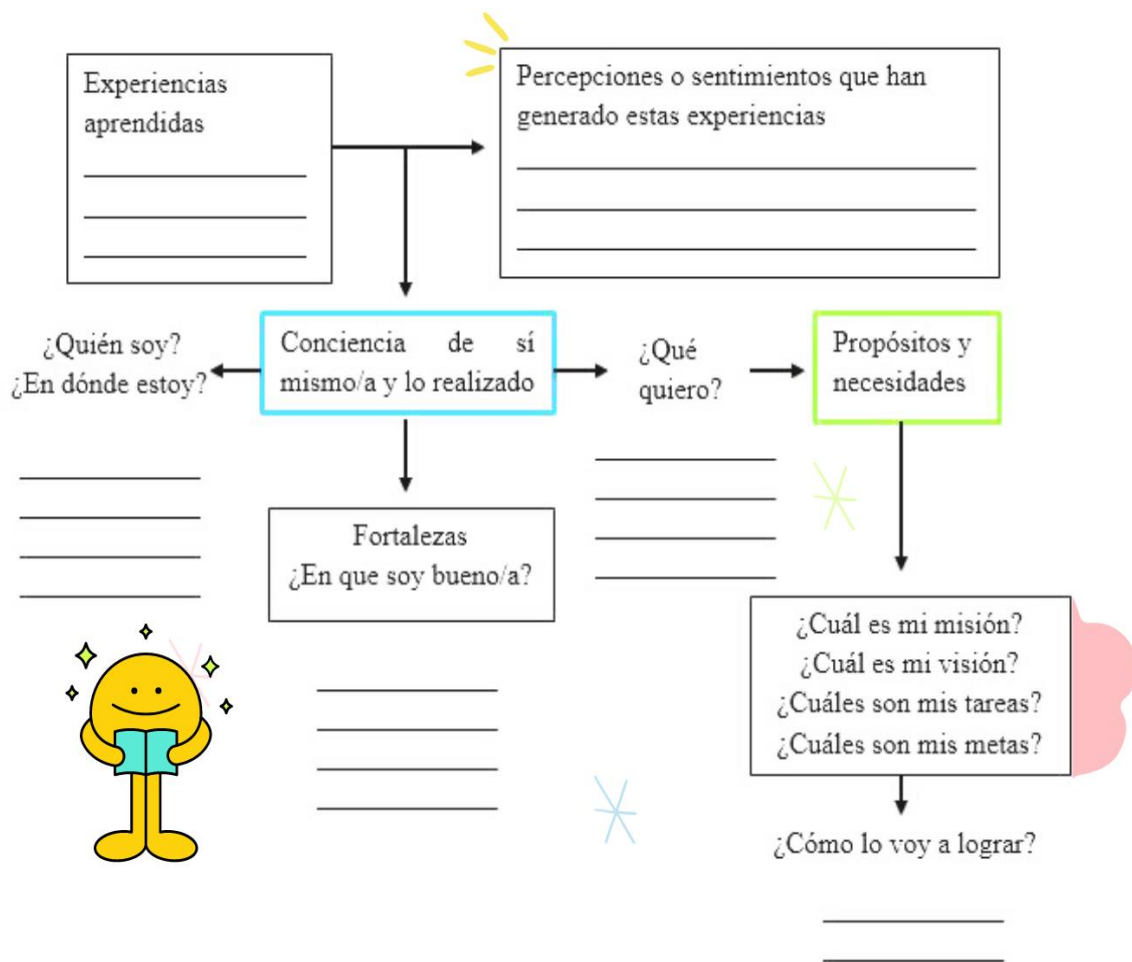 Experiencias
aprendidas
Percepciones o sentimientos que han
generado estas experiencias
¿Quién soy?
¿En dónde estoy?
Conciencia de sí
mismo/a y lo realizado
¿Qué
quiero?
Propósitos y
necesidades
Fortalezas
¿En que soy bueno/a?
¿Cuál es mi misión?
¿Cuál es mi visión?
¿Cuáles son mis tareas?
¿Cuáles son mis metas?
¿Cómo lo voy a lograr?